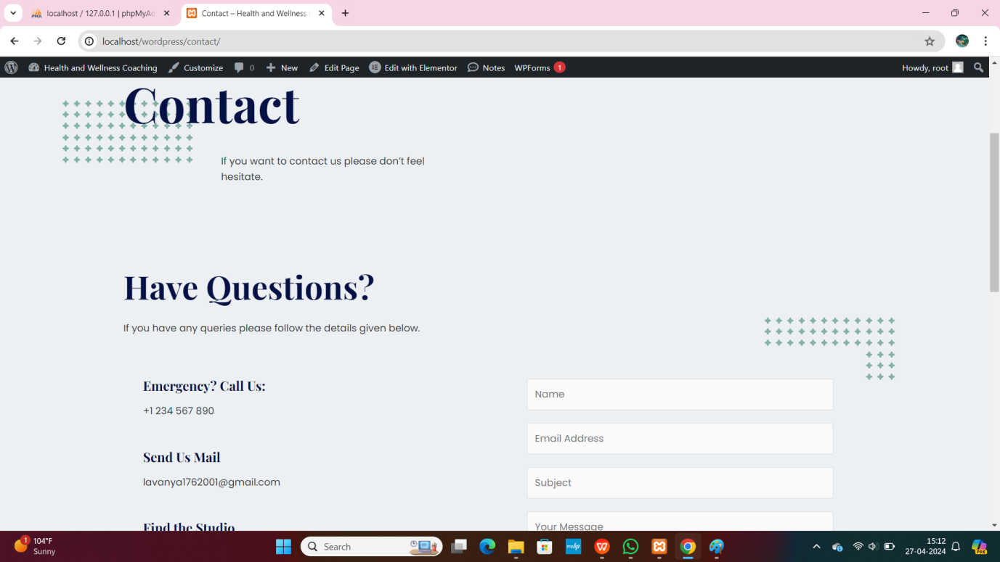 localhost / 127.0.0.1 | phpMyAd
Contact – Health and Wellness C
localhost/wordpress/contact/
Health and Wellness Coaching
Customize
0
New
Edit Page
Edit with Elementor
Notes
WPForms 1
Howdy, root
Contact
If you want to contact us please don’t feel
hesitate.
Have Questions?
If you have any queries please follow the details given below.
Emergency? Call Us:
+1 234 567 890
Send Us Mail
lavanya1762001@gmail.com
Find the Studio
Name
Email Address
Subject
Your Message
1
104°F
Sunny
Search
15:12
27-04-2024